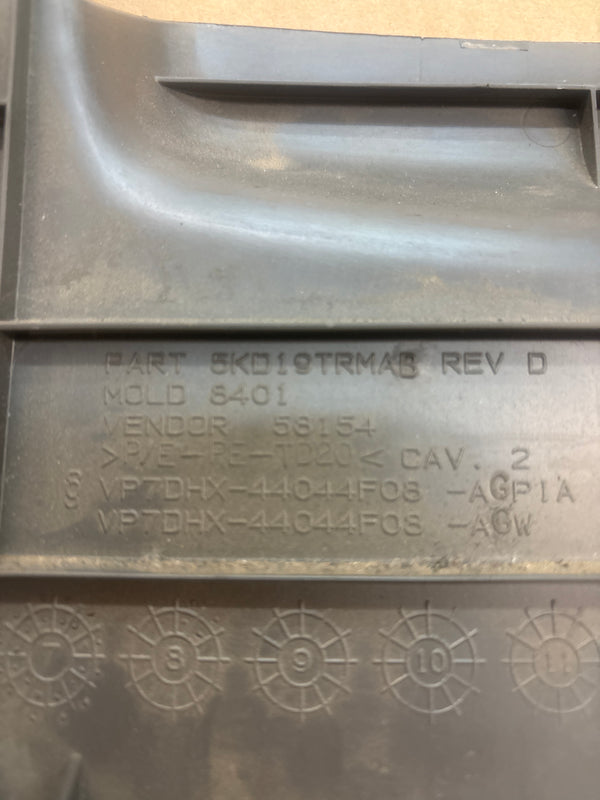 PART 5KD19TRMAB REV D
MOLD 8401
VENDOR 58154
>P/E-PE-TD20< CAV. 2
VP7DHX-44044F08 -AGPIA
VP7DHX-44044F08 -AGW
7 8 9 10 11